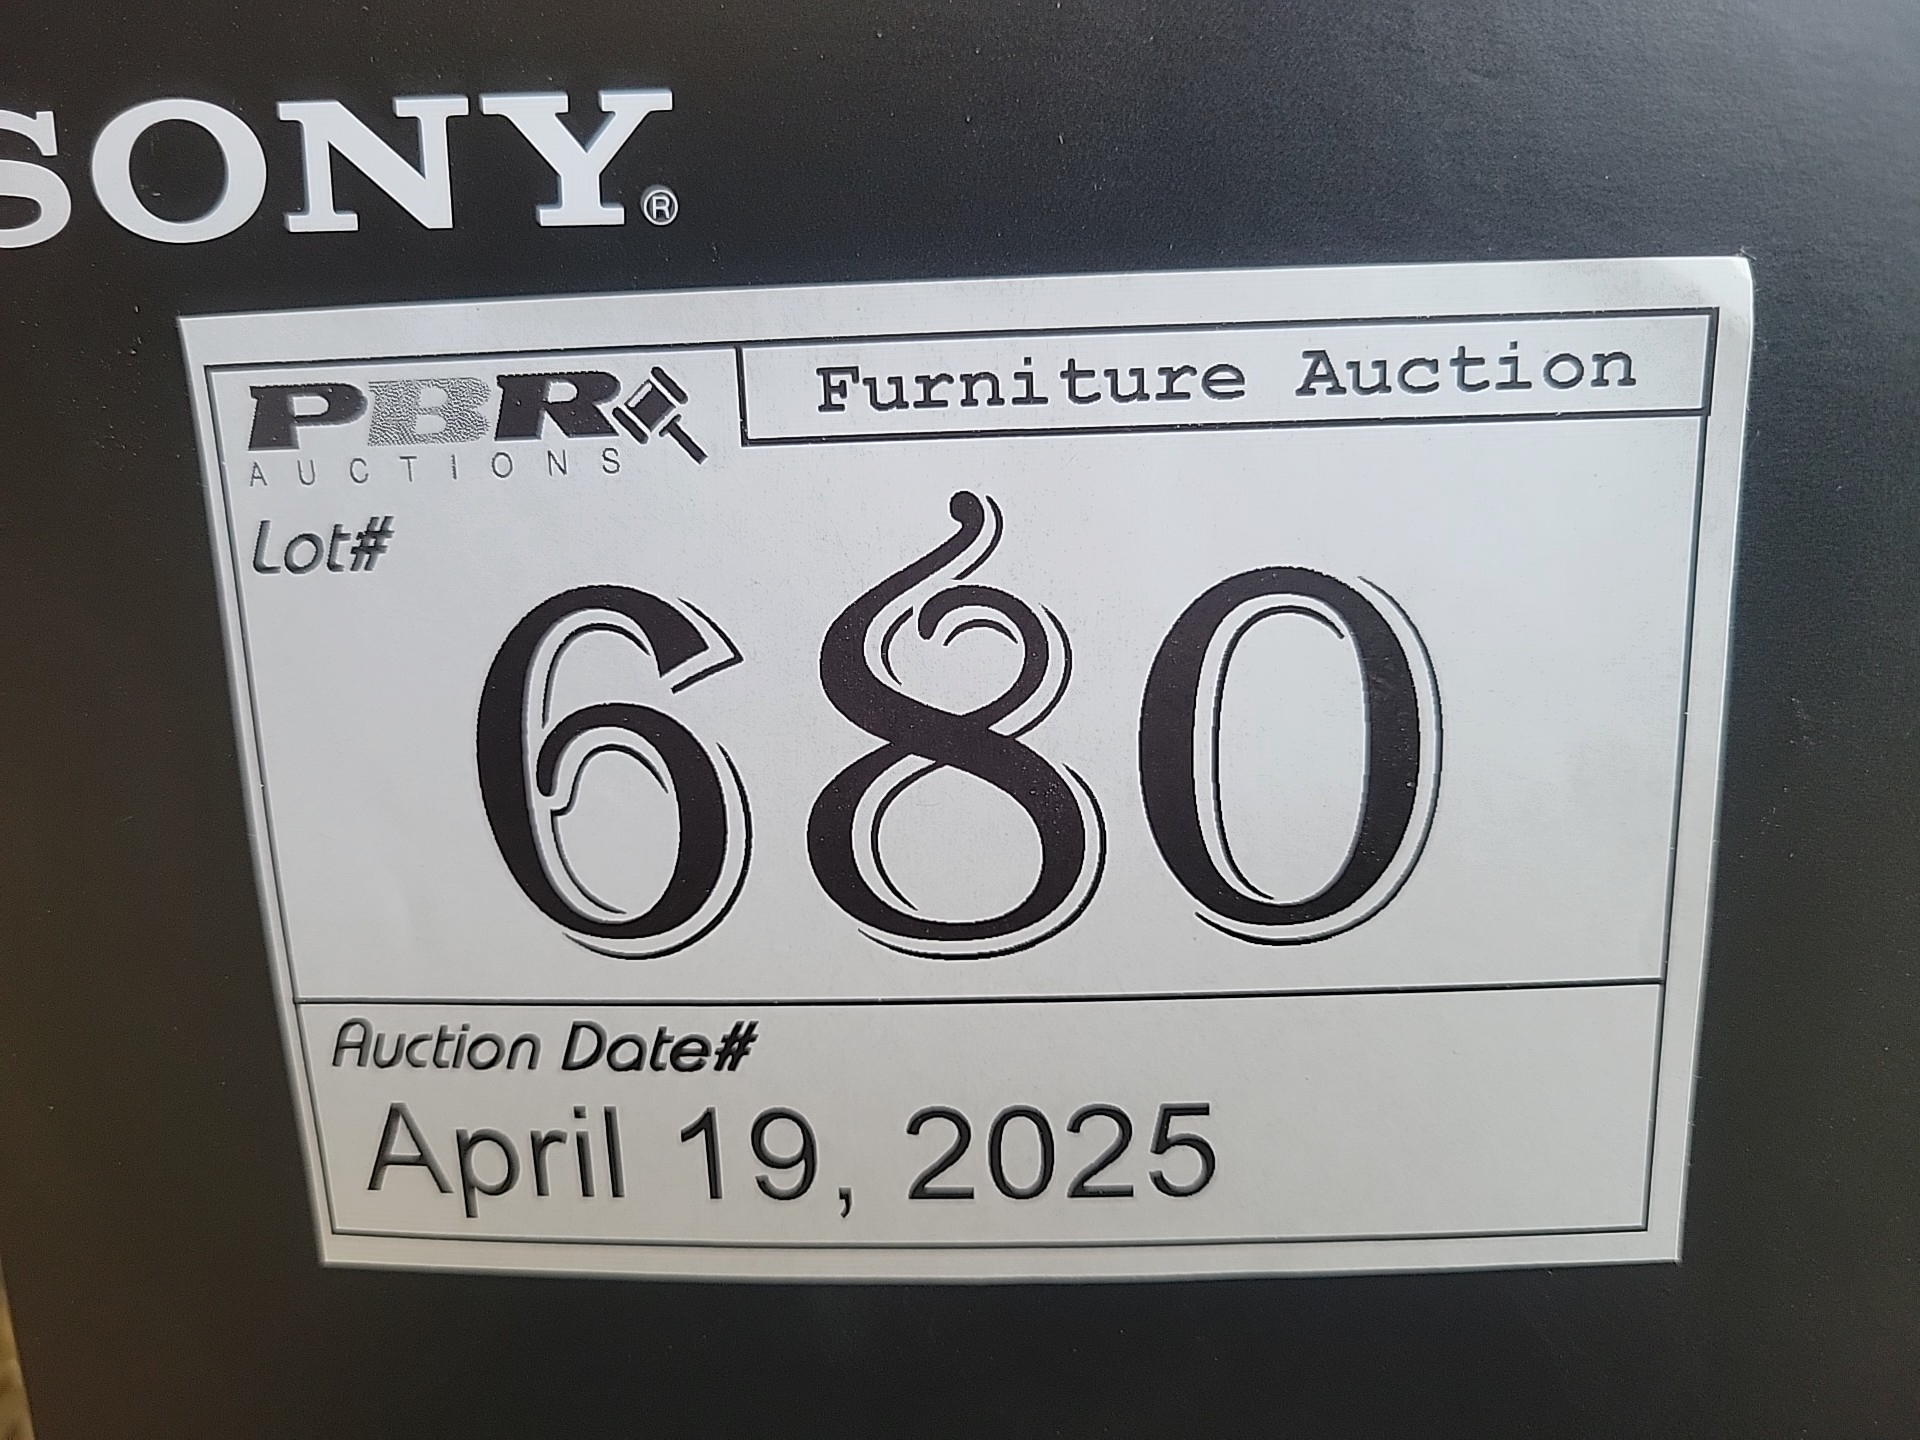 SONY®
PBR
AUCTIONS
Furniture Auction
Lot#
680
Auction Date#
April 19, 2025